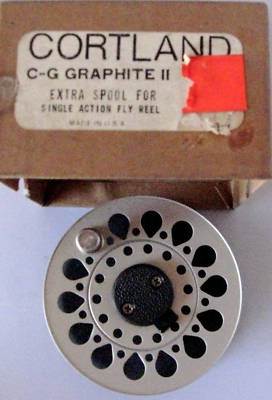 CORTLAND
C-G GRAPHITE II
EXTRA SPOOL FOR
SINGLE ACTION FLY REEL
MADE IN U.S.A.